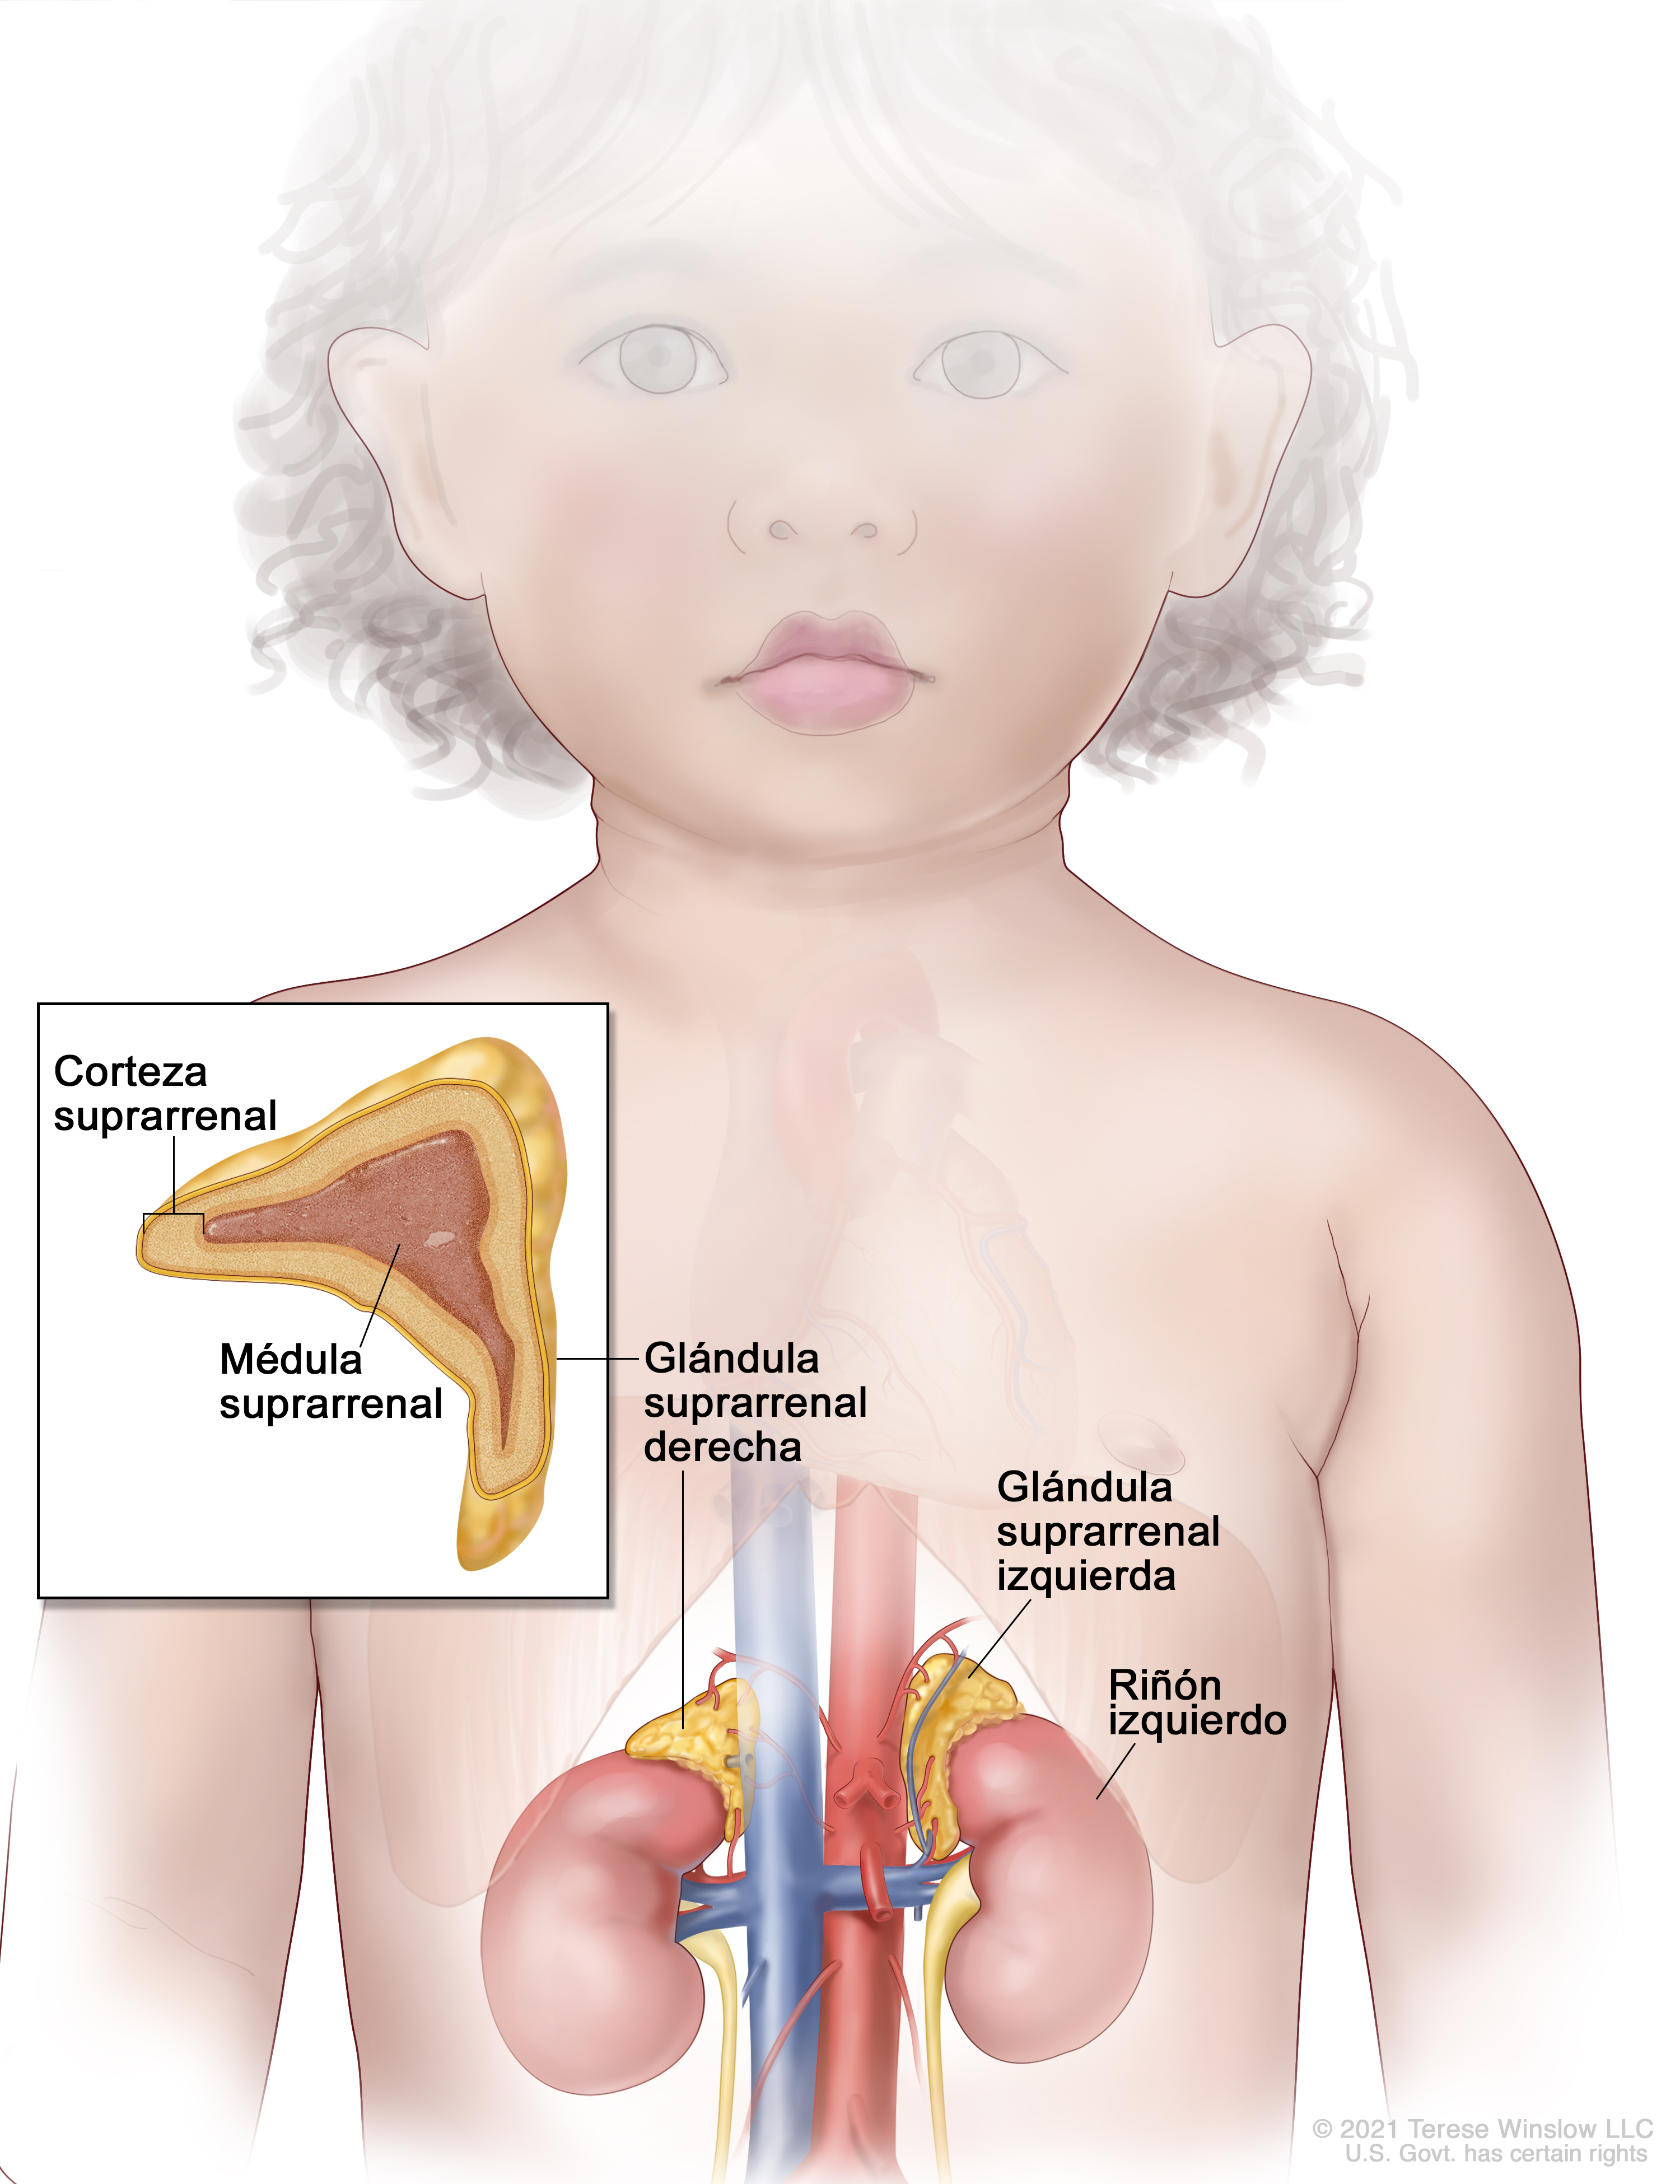 Corteza
suprarrenal
Médula
suprarrenal
Glándula
suprarrenal
derecha
Glándula
suprarrenal
izquierda
Riñón
izquierdo
© 2021 Terese Winslow LLC
U.S. Govt. has certain rights